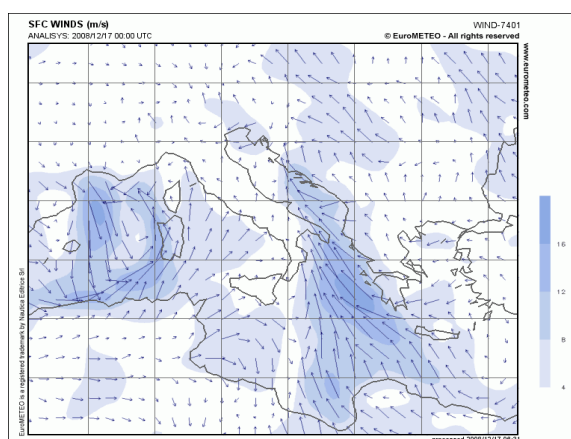 SFC WINDS (m/s)
WIND-7401
ANALISYS: 2008/12/17 00:00 UTC
© EuroMETEO - All rights reserved
www.eurometeo.com
EuroMETEO is a registered trademark by Nautice Editrice Srl
16
12
8
4